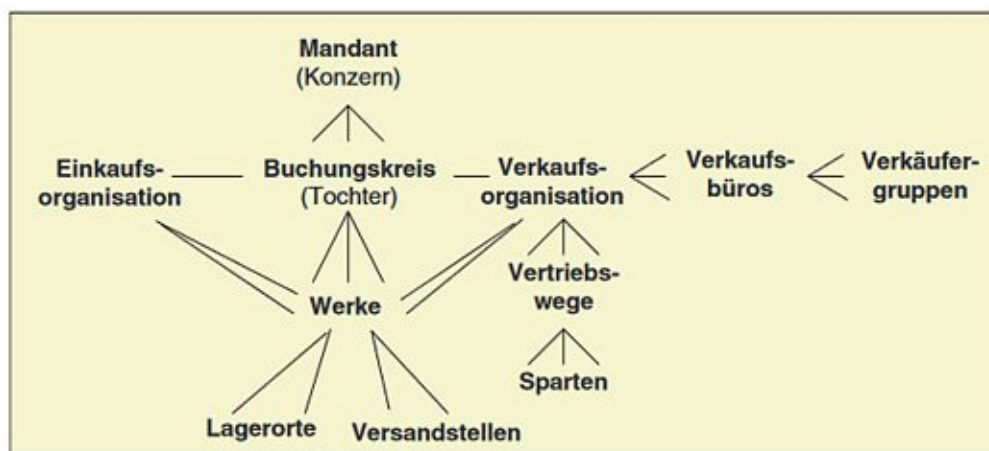 Mandant
(Konzern)
Einkaufs-
organisation
Buchungskreis
(Tochter)
Verkaufs-
organisation
Verkaufs-
büros
Verkäufer-
gruppen
Werke
Vertriebs-
wege
Sparten
Lagerorte
Versandstellen